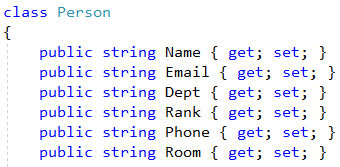 class Person
{
    public string Name { get; set; }
    public string Email { get; set; }
    public string Dept { get; set; }
    public string Rank { get; set; }
    public string Phone { get; set; }
    public string Room { get; set; }